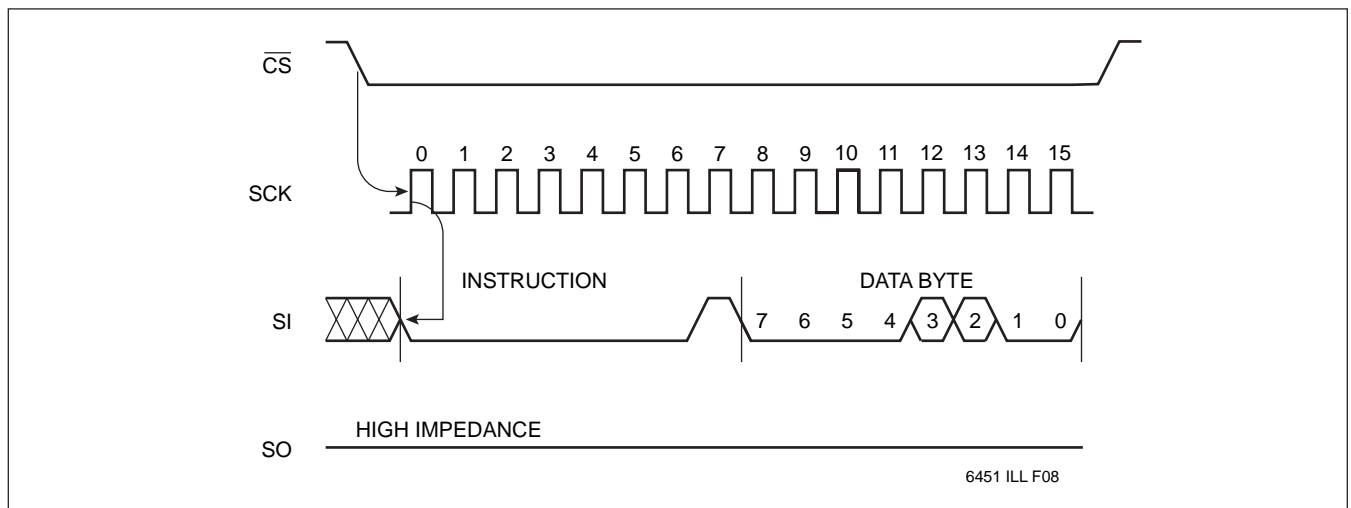 C̅S̅
0 1 2 3 4 5 6 7 8 9 10 11 12 13 14 15
SCK
INSTRUCTION DATA BYTE
SI 7 6 5 4 3 2 1 0
HIGH IMPEDANCE
SO
6451 ILL F08